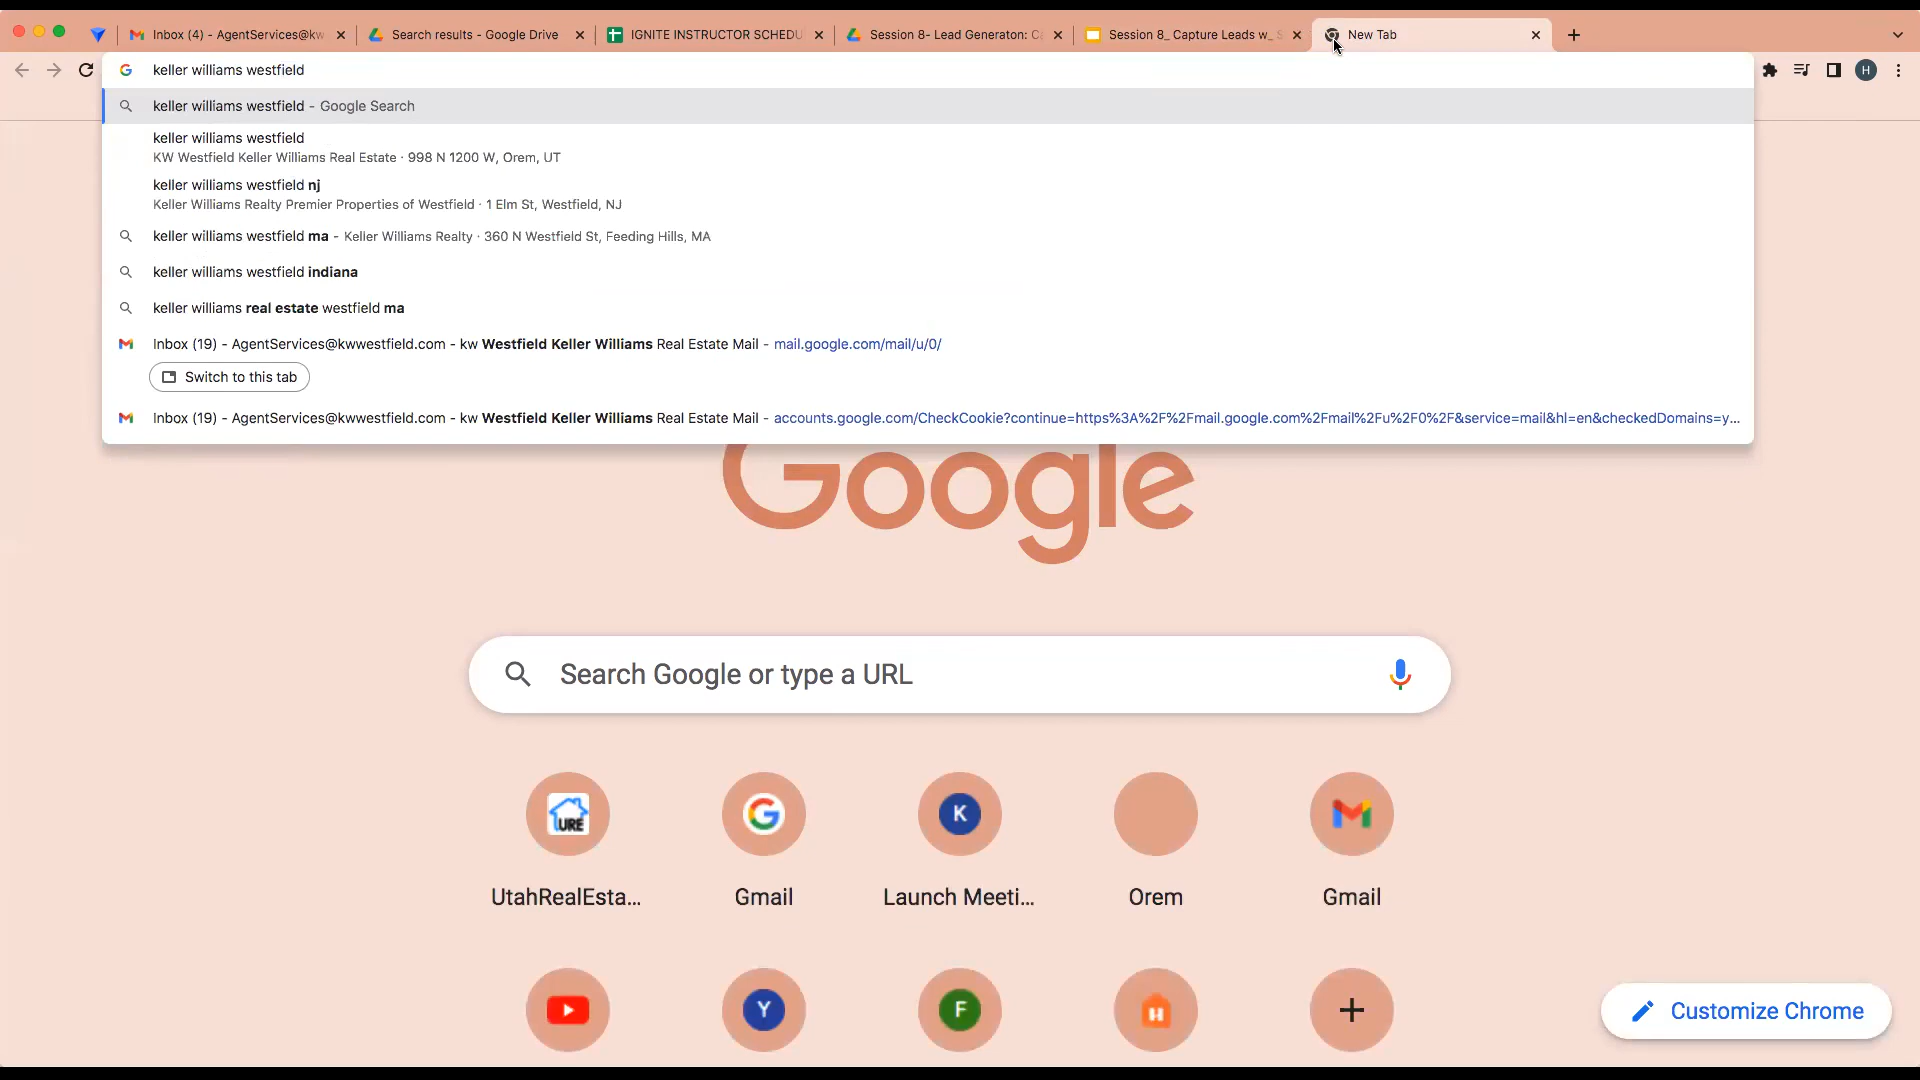 Inbox (4) - AgentServices@kw
Search results - Google Drive
IGNITE INSTRUCTOR SCHEDU
Session 8- Lead Generaton: C
Session 8_ Capture Leads w_ S
New Tab
keller williams westfield
H
keller williams westfield - Google Search
keller williams westfield
KW Westfield Keller Williams Real Estate · 998 N 1200 W, Orem, UT
keller williams westfield nj
Keller Williams Realty Premier Properties of Westfield · 1 Elm St, Westfield, NJ
keller williams westfield ma - Keller Williams Realty · 360 N Westfield St, Feeding Hills, MA
keller williams westfield indiana
keller williams real estate westfield ma
Inbox (19) - AgentServices@kwwestfield.com - kw Westfield Keller Williams Real Estate Mail - mail.google.com/mail/u/0/
Switch to this tab
Inbox (19) - AgentServices@kwwestfield.com - kw Westfield Keller Williams Real Estate Mail - accounts.google.com/CheckCookie?continue=https%3A%2F%2Fmail.google.com%2Fmail%2Fu%2F0%2F&service=mail&hl=en&checkedDomains=y...
Google
Search Google or type a URL
URE
K
UtahRealEsta...
Gmail
Launch Meeti...
Orem
Gmail
Y
F
H
Customize Chrome